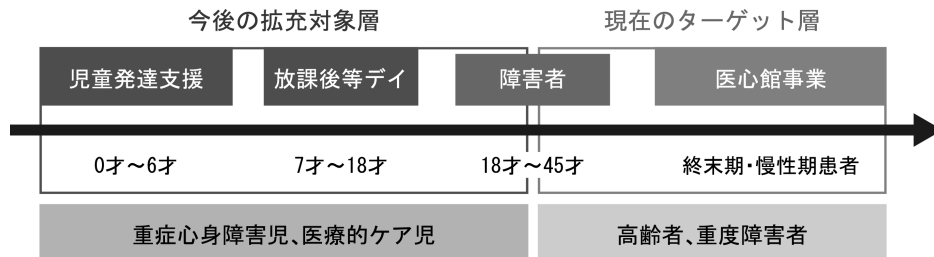 今後の拡充対象層
現在のターゲット層
児童発達支援
放課後等デイ
障害者
医心館事業
0才～6才
7才～18才
18才～45才
終末期・慢性期患者
重症心身障害児、医療的ケア児
高齢者、重度障害者